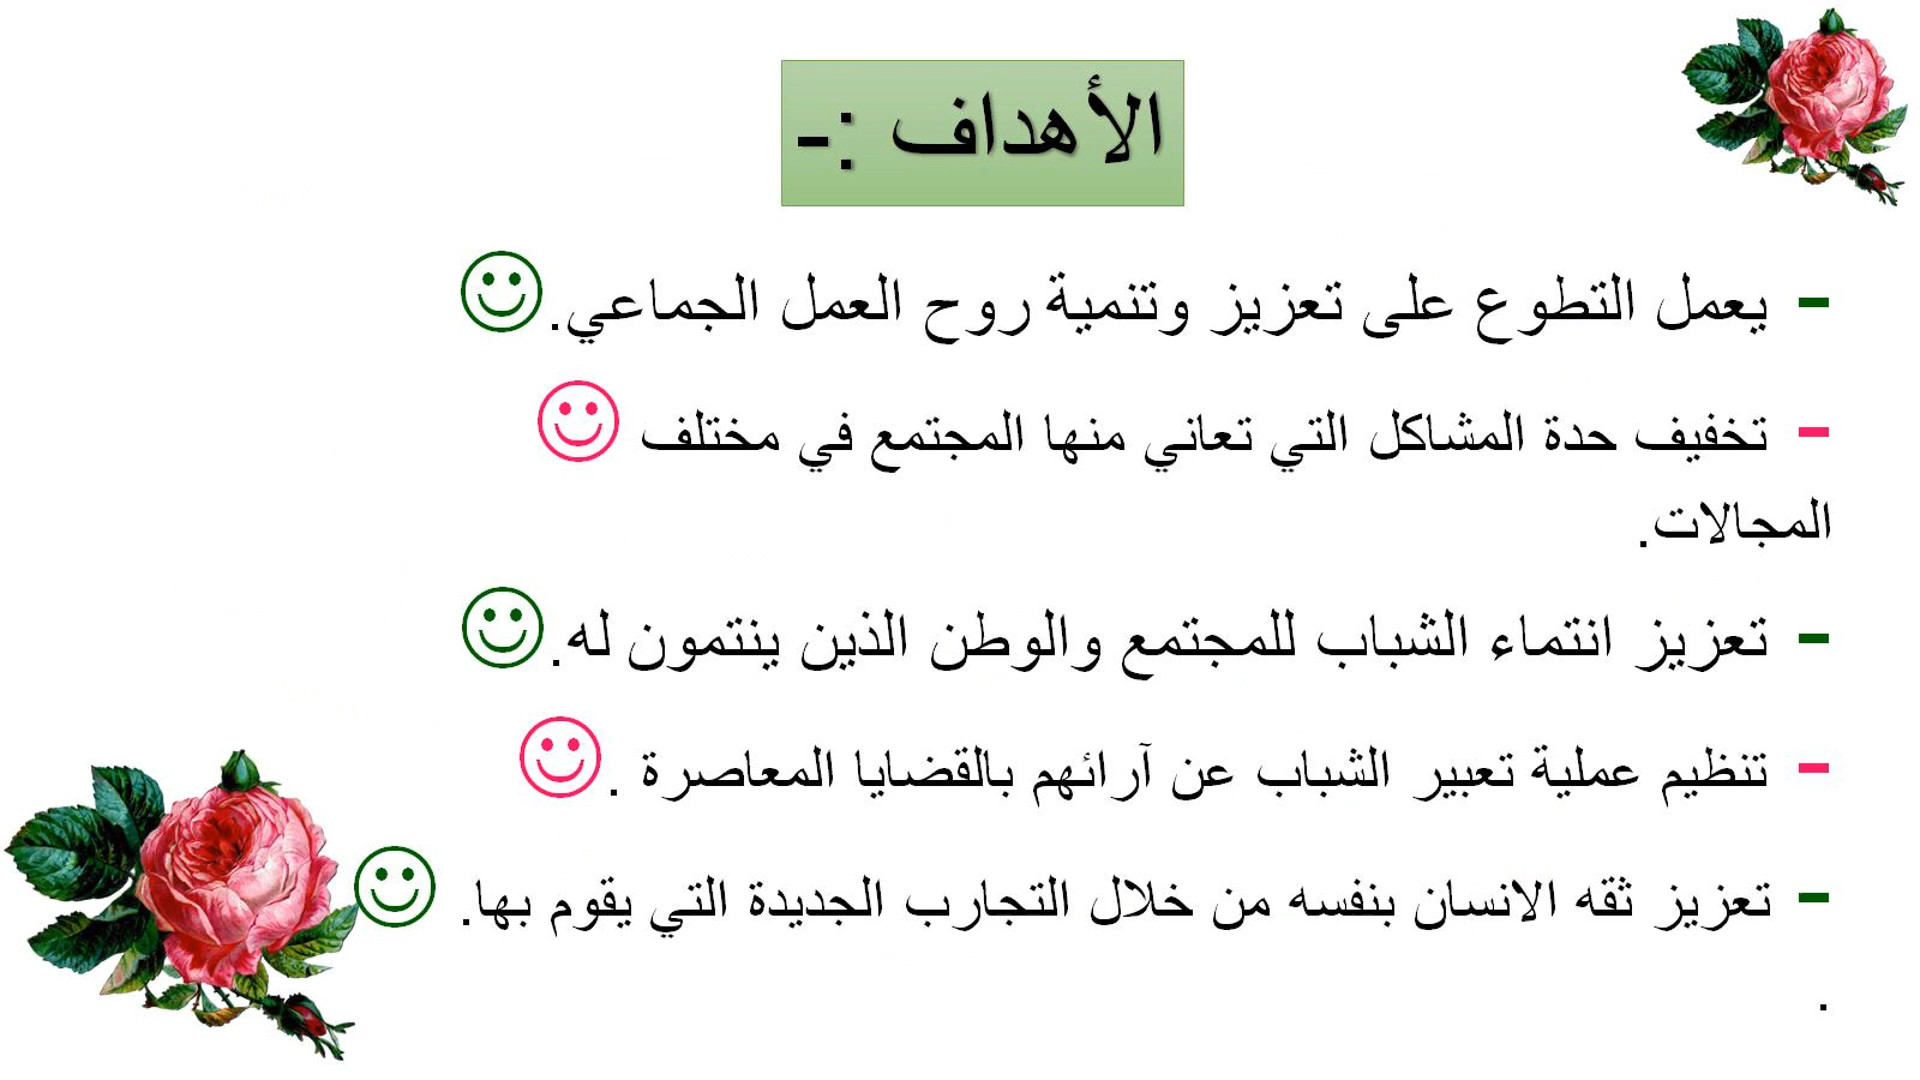 الأهداف :-
- يعمل التطوع على تعزيز وتنمية روح العمل الجماعي.
- تخفيف حدة المشاكل التي تعاني منها المجتمع في مختلف
المجالات.
- تعزيز انتماء الشباب للمجتمع والوطن الذين ينتمون له.
- تنظيم عملية تعبير الشباب عن آرائهم بالقضايا المعاصرة .
- تعزيز ثقه الانسان بنفسه من خلال التجارب الجديدة التي يقوم بها.
.